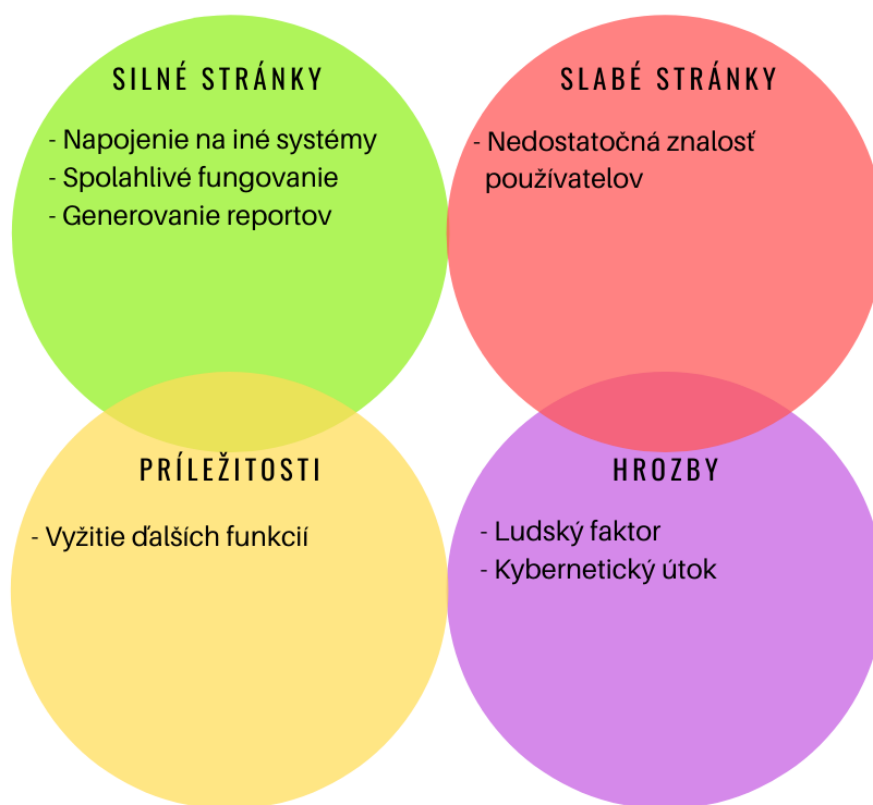 SILNÉ STRÁNKY
- Napojenie na iné systémy
- Spolahlivé fungovanie
- Generovanie reportov
SLABÉ STRÁNKY
- Nedostatočná znalosť
používatelov
PRÍLEŽITOSTI
- Vyžitie ďalších funkcií
HROZBY
- Ludský faktor
- Kybernetický útok